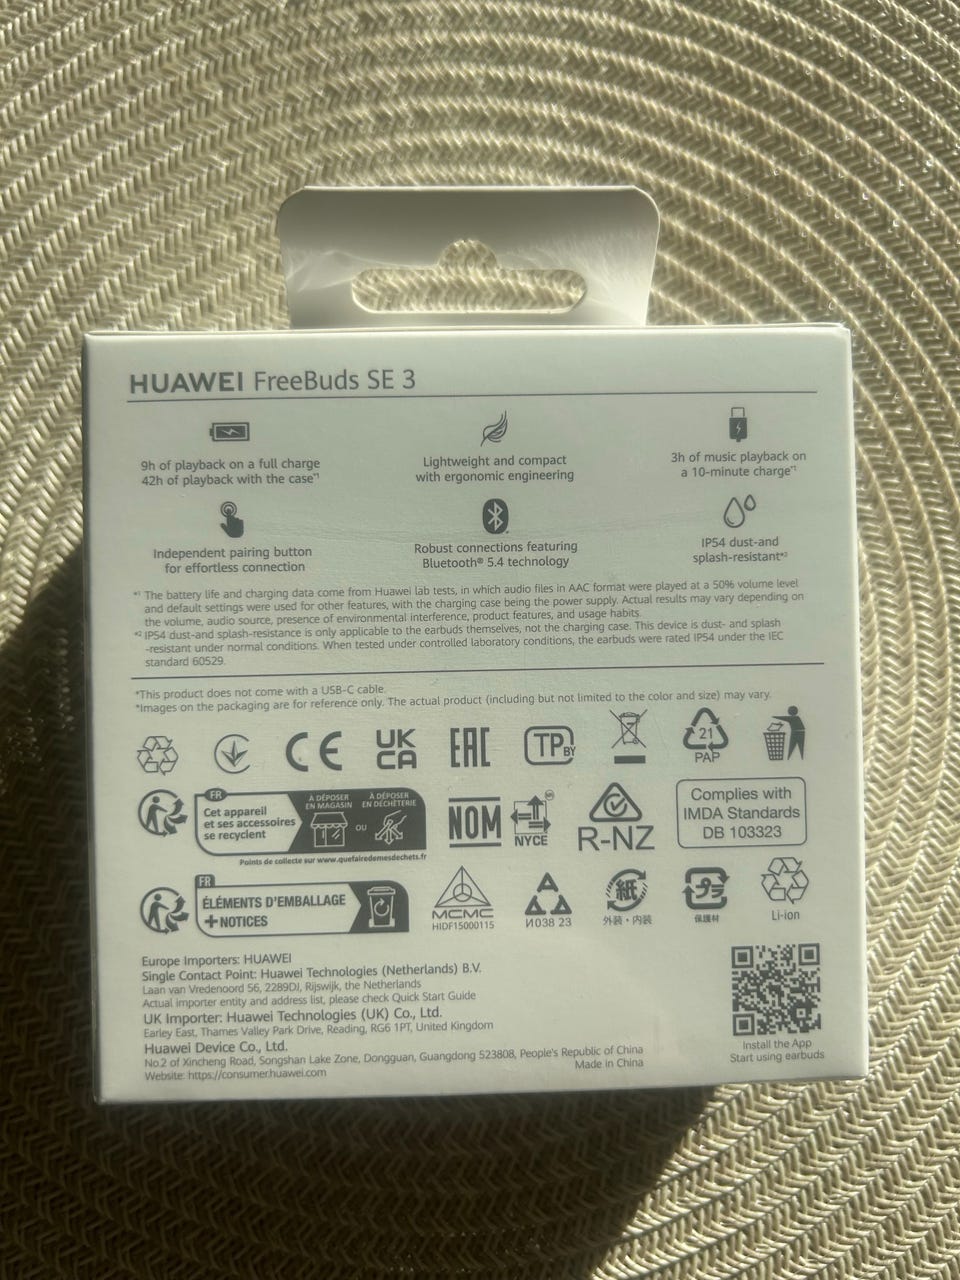 HUAWEI FreeBuds SE 3
9h of playback on a full charge
42h of playback with the case*¹
Lightweight and compact
with ergonomic engineering
3h of music playback on
a 10-minute charge*¹
Independent pairing button
for effortless connection
Robust connections featuring
Bluetooth® 5.4 technology
IP54 dust-and
splash-resistant*²
*¹ The battery life and charging data come from Huawei lab tests, in which audio files in AAC format were played at a 50% volume level
and default settings were used for other features, with the charging case being the power supply. Actual results may vary depending on
the volume, audio source, presence of environmental interference, product features, and usage habits.
*² IP54 dust-and splash-resistance is only applicable to the earbuds themselves, not the charging case. This device is dust- and splash
-resistant under normal conditions. When tested under controlled laboratory conditions, the earbuds were rated IP54 under the IEC
standard 60529.
*This product does not come with a USB-C cable.
*Images on the packaging are for reference only. The actual product (including but not limited to the color and size) may vary.
CE
UK
CA
EAC
TP BY
21
PAP
FR
Cet appareil
et ses accessoires
se recyclent
À DÉPOSER
EN MAGASIN
OU
À DÉPOSER
EN DÉCHÈTERIE
Points de collecte sur www.quefairedemesdechets.fr
NOM
NYCE
R-NZ
Complies with
IMDA Standards
DB 103323
FR
ÉLÉMENTS D'EMBALLAGE
+NOTICES
MCMC
HIDF15000115
И038 23
紙
外装・内装
プラ
保護材
Li-ion
Europe Importers: HUAWEI
Single Contact Point: Huawei Technologies (Netherlands) B.V.
Laan van Vredenoord 56, 2289DJ, Rijswijk, the Netherlands
Actual importer entity and address list, please check Quick Start Guide
UK Importer: Huawei Technologies (UK) Co., Ltd.
Earley East, Thames Valley Park Drive, Reading, RG6 1PT, United Kingdom
Huawei Device Co., Ltd.
No.2 of Xincheng Road, Songshan Lake Zone, Dongguan, Guangdong 523808, People's Republic of China
Website: https://consumer.huawei.com
Made in China
Install the App
Start using earbuds